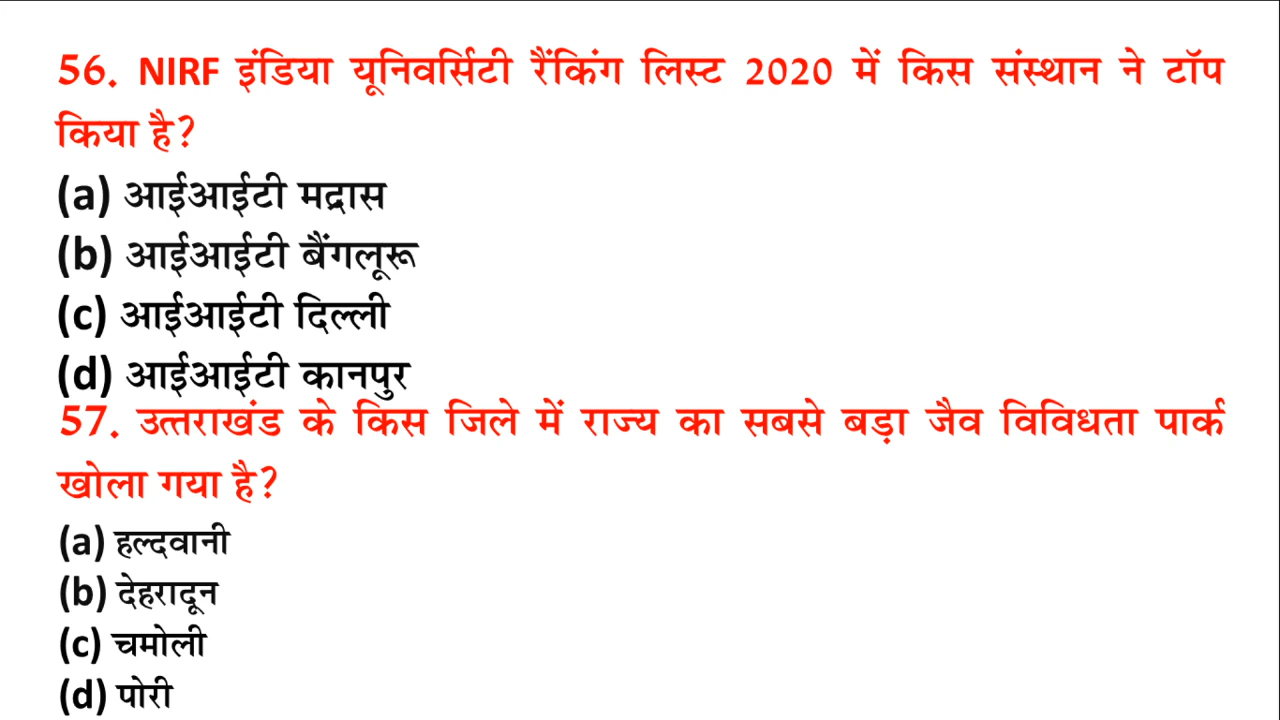 56. NIRF इंडिया यूनिवर्सिटी रैंकिंग लिस्ट 2020 में किस संस्थान ने टॉप
किया है?
(a) आईआईटी मद्रास
(b) आईआईटी बैंगलूरू
(c) आईआईटी दिल्ली
(d) आईआईटी कानपुर
57. उत्तराखंड के किस जिले में राज्य का सबसे बड़ा जैव विविधता पार्क
खोला गया है?
(a) हल्दवानी
(b) देहरादून
(c) चमोली
(d) पोरी